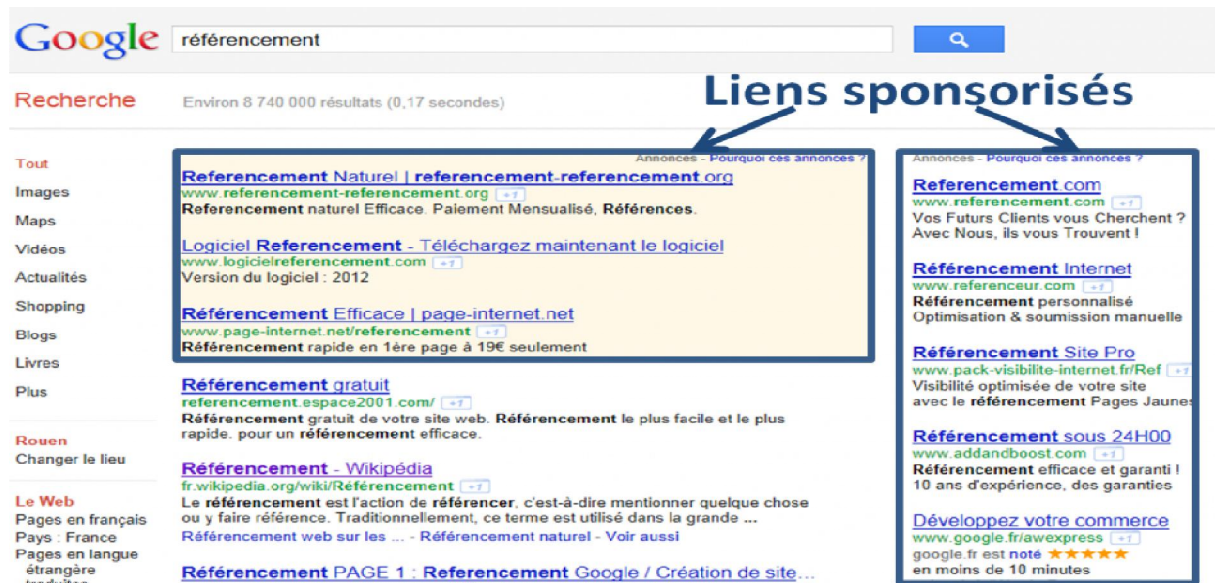 Google référencement
Liens sponsorisés
Recherche
Environ 8 740 000 résultats (0,17 secondes)
Tout
Images
Maps
Vidéos
Actualités
Shopping
Blogs
Livres
Plus
Rouen
Changer le lieu
Le Web
Pages en français
Pays : France
Pages en langue
étrangère
traduites
Annonces - Pourquoi ces annonces ?
Referencement Naturel | referencement-referencement.org
www.referencement-referencement.org +1
Referencement naturel Efficace. Paiement Mensualisé, Références.
Logiciel Referencement - Téléchargez maintenant le logiciel
www.logicielreferencement.com +1
Version du logiciel : 2012
Référencement Efficace | page-internet.net
www.page-internet.net/referencement +1
Référencement rapide en 1ère page à 19€ seulement
Référencement gratuit
referencement.espace2001.com/ +1
Référencement gratuit de votre site web. Référencement le plus facile et le plus
rapide. pour un référencement efficace.
Référencement - Wikipédia
fr.wikipedia.org/wiki/Référencement +1
Le référencement est l'action de référencer, c'est-à-dire mentionner quelque chose
ou y faire référence. Traditionnellement, ce terme est utilisé dans la grande ...
Référencement web sur les ... - Référencement naturel - Voir aussi
Référencement PAGE 1 : Referencement Google / Création de site...
Annonces - Pourquoi ces annonces ?
Referencement.com
www.referencement.com +1
Vos Futurs Clients vous Cherchent ?
Avec Nous, ils vous Trouvent !
Référencement Internet
www.referenceur.com +1
Référencement personnalisé
Optimisation & soumission manuelle
Référencement Site Pro
www.pack-visibilite-internet.fr/Ref +1
Visibilité optimisée de votre site
avec le référencement Pages Jaunes
Référencement sous 24H00
www.addandboost.com +1
Référencement efficace et garanti !
10 ans d'expérience, des garanties
Développez votre commerce
www.google.fr/awexpress +1
google.fr est noté ★★★★★
en moins de 10 minutes